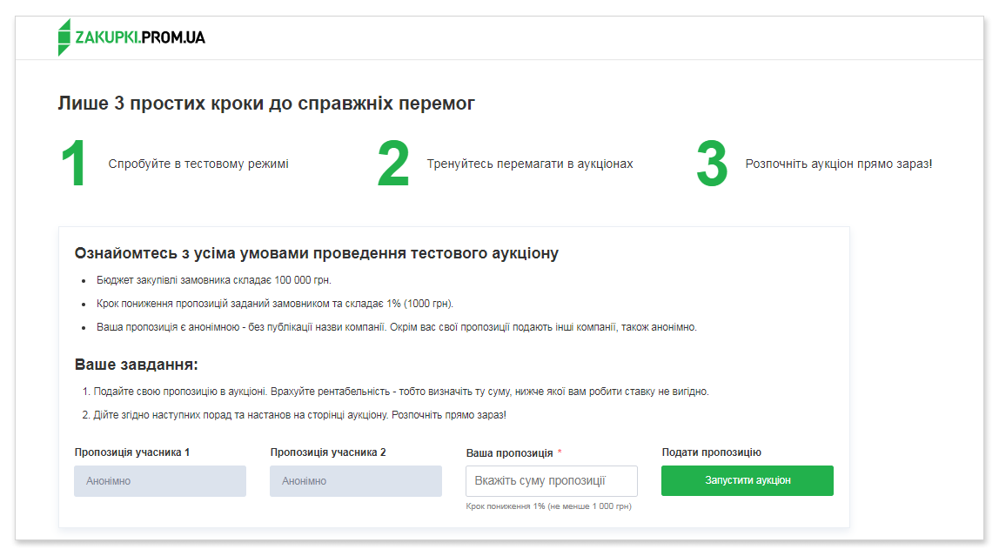 ZAKUPKI.PROM.UA
Лише 3 простих кроки до справжніх перемог
1 Спробуйте в тестовому режимі
2 Тренуйтесь перемагати в аукціонах
3 Розпочніть аукціон прямо зараз!
Ознайомтесь з усіма умовами проведення тестового аукціону
• Бюджет закупівлі замовника складає 100 000 грн.
• Крок пониження пропозицій заданий замовником та складає 1% (1000 грн).
• Ваша пропозиція є анонімною - без публікації назви компанії. Окрім вас свої пропозиції подають інші компанії, також анонімно.
Ваше завдання:
1. Подайте свою пропозицію в аукціоні. Врахуйте рентабельність - тобто визначіть ту суму, нижче якої вам робити ставку не вигідно.
2. Дійте згідно наступних порад та настанов на сторінці аукціону. Розпочніть прямо зараз!
Пропозиція учасника 1
Анонімно
Пропозиція учасника 2
Анонімно
Ваша пропозиція *
Вкажіть суму пропозиції
Крок пониження 1% (не менше 1 000 грн)
Подати пропозицію
Запустити аукціон